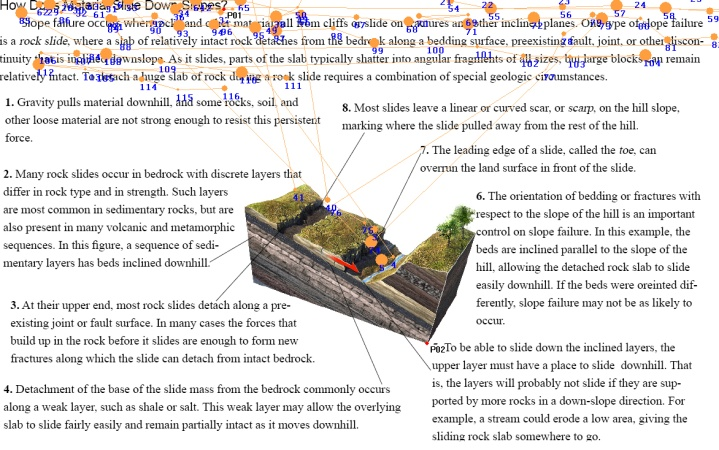 How Does Material Slide Down Slopes?
Slope failure occurs when rock and other material fall from cliffs or slide on fractures and other inclined planes. One type of slope failure
is a rock slide, where a slab of relatively intact rock detaches from the bedrock along a bedding surface, preexisting fault, joint, or other discon-
tinuity that is inclined downslope. As it slides, parts of the slab typically shatter into angular fragments of all sizes, but large blocks can remain
relatively intact. To detach a huge slab of rock during a rock slide requires a combination of special geologic circumstances.
1. Gravity pulls material downhill, and some rocks, soil, and
other loose material are not strong enough to resist this persistent
force.
2. Many rock slides occur in bedrock with discrete layers that
differ in rock type and in strength. Such layers
are most common in sedimentary rocks, but are
also present in many volcanic and metamorphic
sequences. In this figure, a sequence of sedi-
mentary layers has beds inclined downhill.
3. At their upper end, most rock slides detach along a pre-
existing joint or fault surface. In many cases the forces that
build up in the rock before it slides are enough to form new
fractures along which the slide can detach from intact bedrock.
4. Detachment of the base of the slide mass from the bedrock commonly occurs
along a weak layer, such as shale or salt. This weak layer may allow the overlying
slab to slide fairly easily and remain partially intact as it moves downhill.
8. Most slides leave a linear or curved scar, or scarp, on the hill slope,
marking where the slide pulled away from the rest of the hill.
7. The leading edge of a slide, called the toe, can
overrun the land surface in front of the slide.
6. The orientation of bedding or fractures with
respect to the slope of the hill is an important
control on slope failure. In this example, the
beds are inclined parallel to the slope of the
hill, allowing the detached rock slab to slide
easily downhill. If the beds were oreinted dif-
ferently, slope failure may not be as likely to
occur.
P02
5. To be able to slide down the inclined layers, the
upper layer must have a place to slide downhill. That
is, the layers will probably not slide if they are sup-
ported by more rocks in a down-slope direction. For
example, a stream could erode a low area, giving the
sliding rock slab somewhere to go.
P01
41
114
115
116
111
99
100